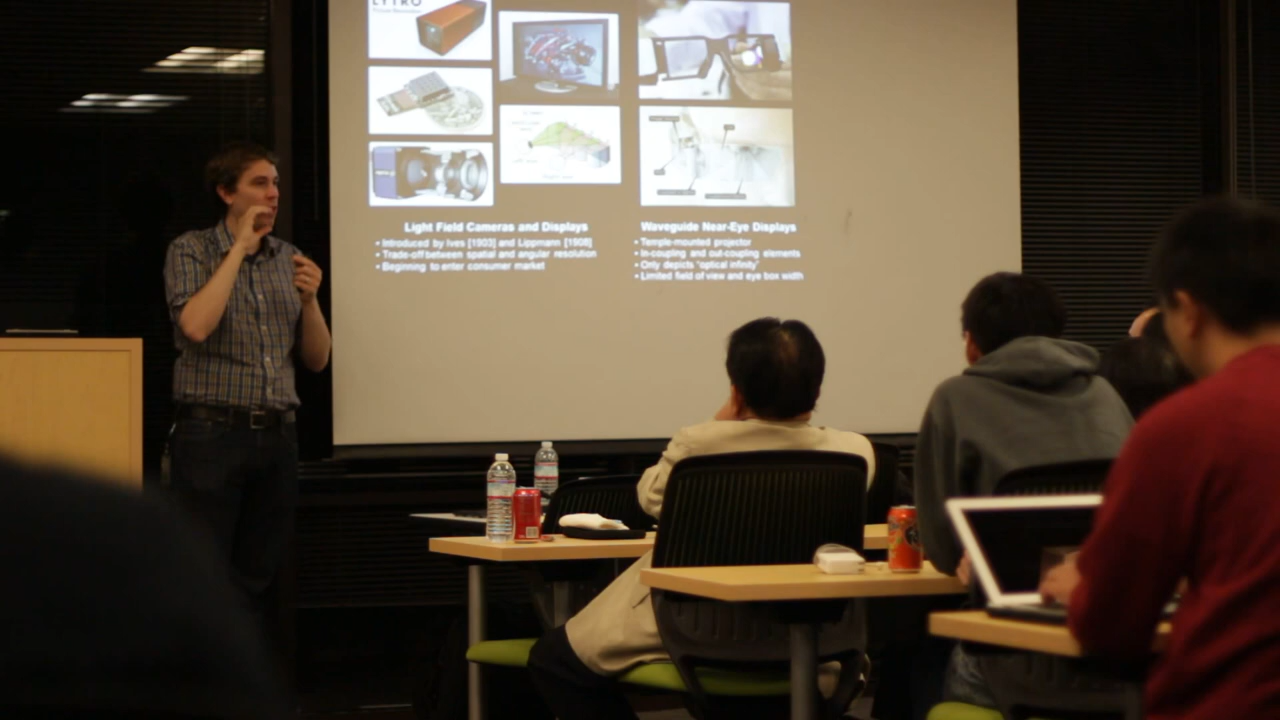 LYTRO
Light Field Cameras and Displays
• Introduced by Ives [1903] and Lippmann [1908]
• Trade-off between spatial and angular resolution
• Beginning to enter consumer market
Waveguide Near-Eye Displays
• Temple-mounted projector
• In-coupling and out-coupling elements
• Only depicts "optical infinity"
• Limited field of view and eye box width